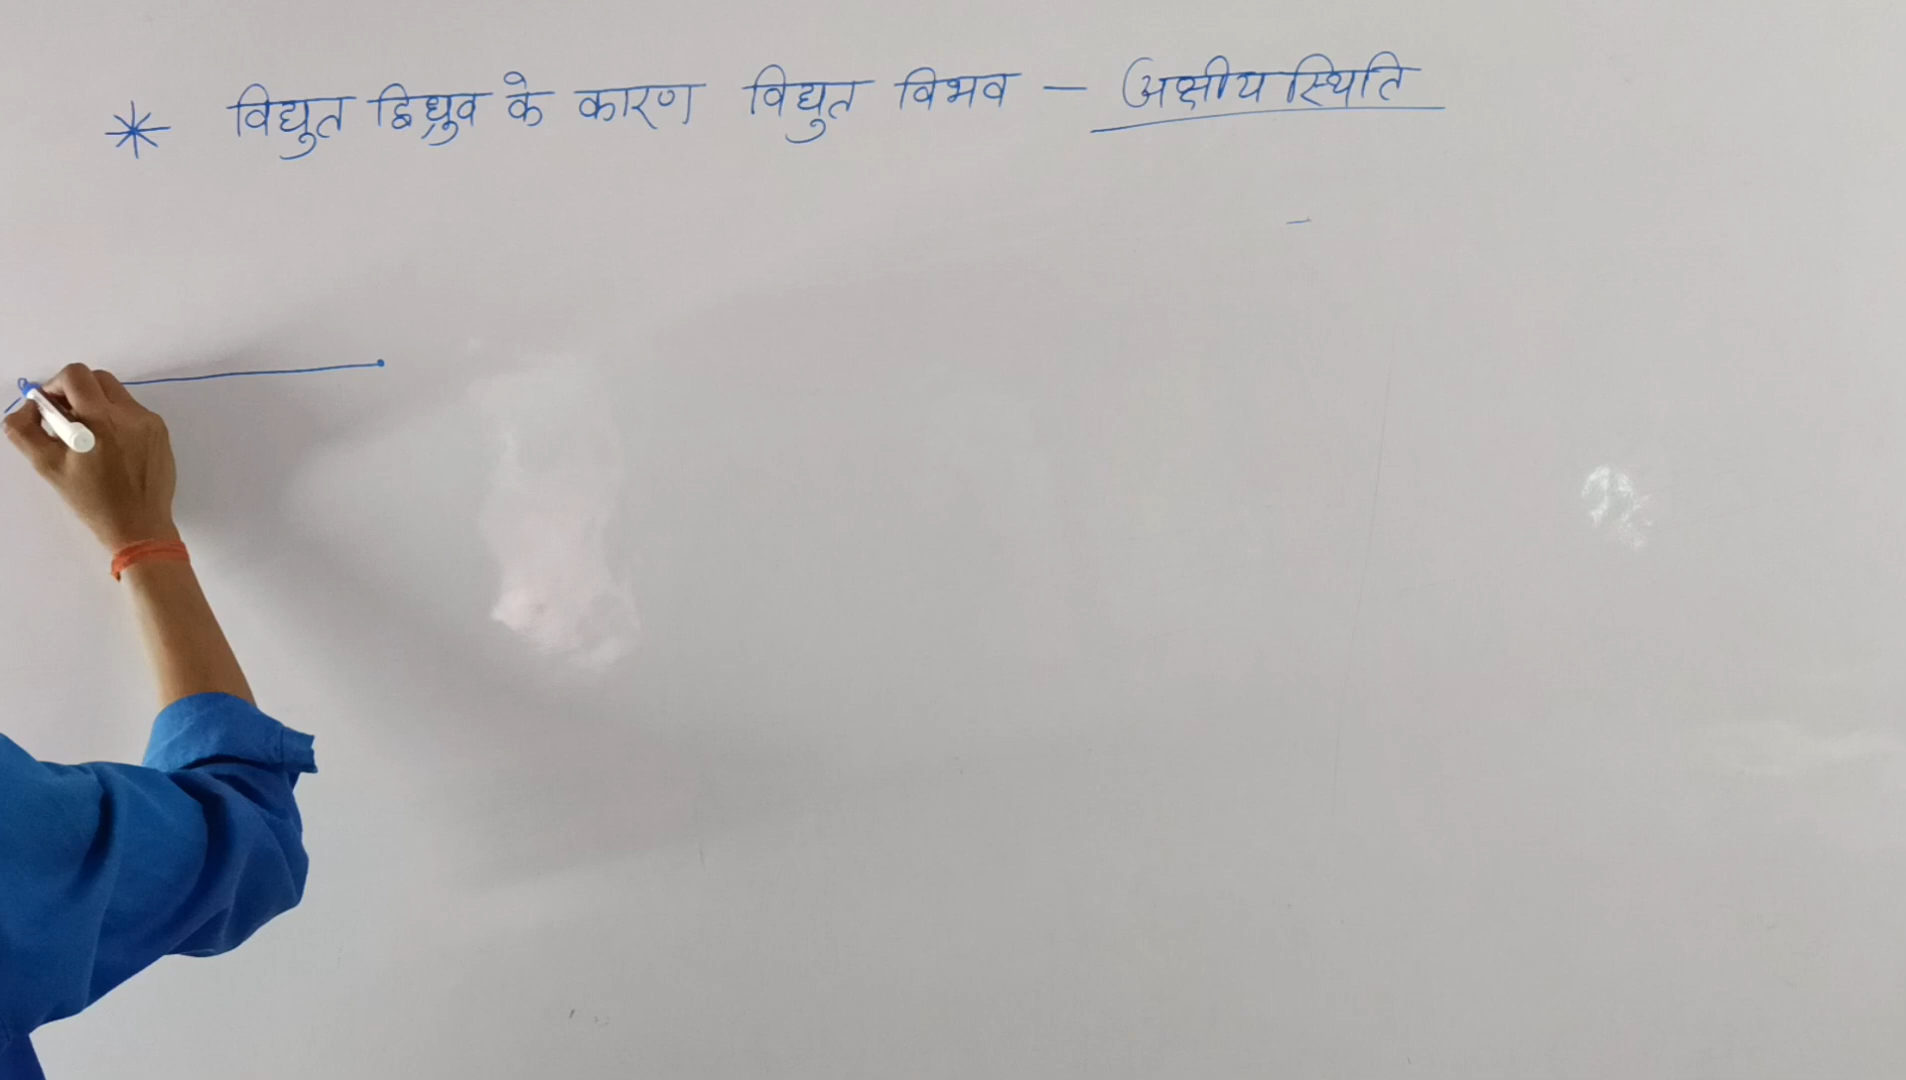 * विद्युत द्विध्रुव के कारण विद्युत विभव - अक्षीय स्थिति